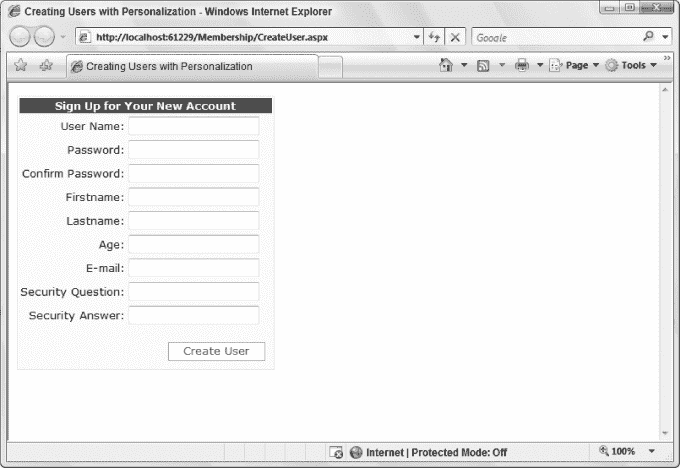 Creating Users with Personalization - Windows Internet Explorer
http://localhost:61229/Membership/CreateUser.aspx
Google
Creating Users with Personalization
Page
Tools
Sign Up for Your New Account
User Name:
Password:
Confirm Password:
Firstname:
Lastname:
Age:
E-mail:
Security Question:
Security Answer:
Create User
Internet | Protected Mode: Off
100%